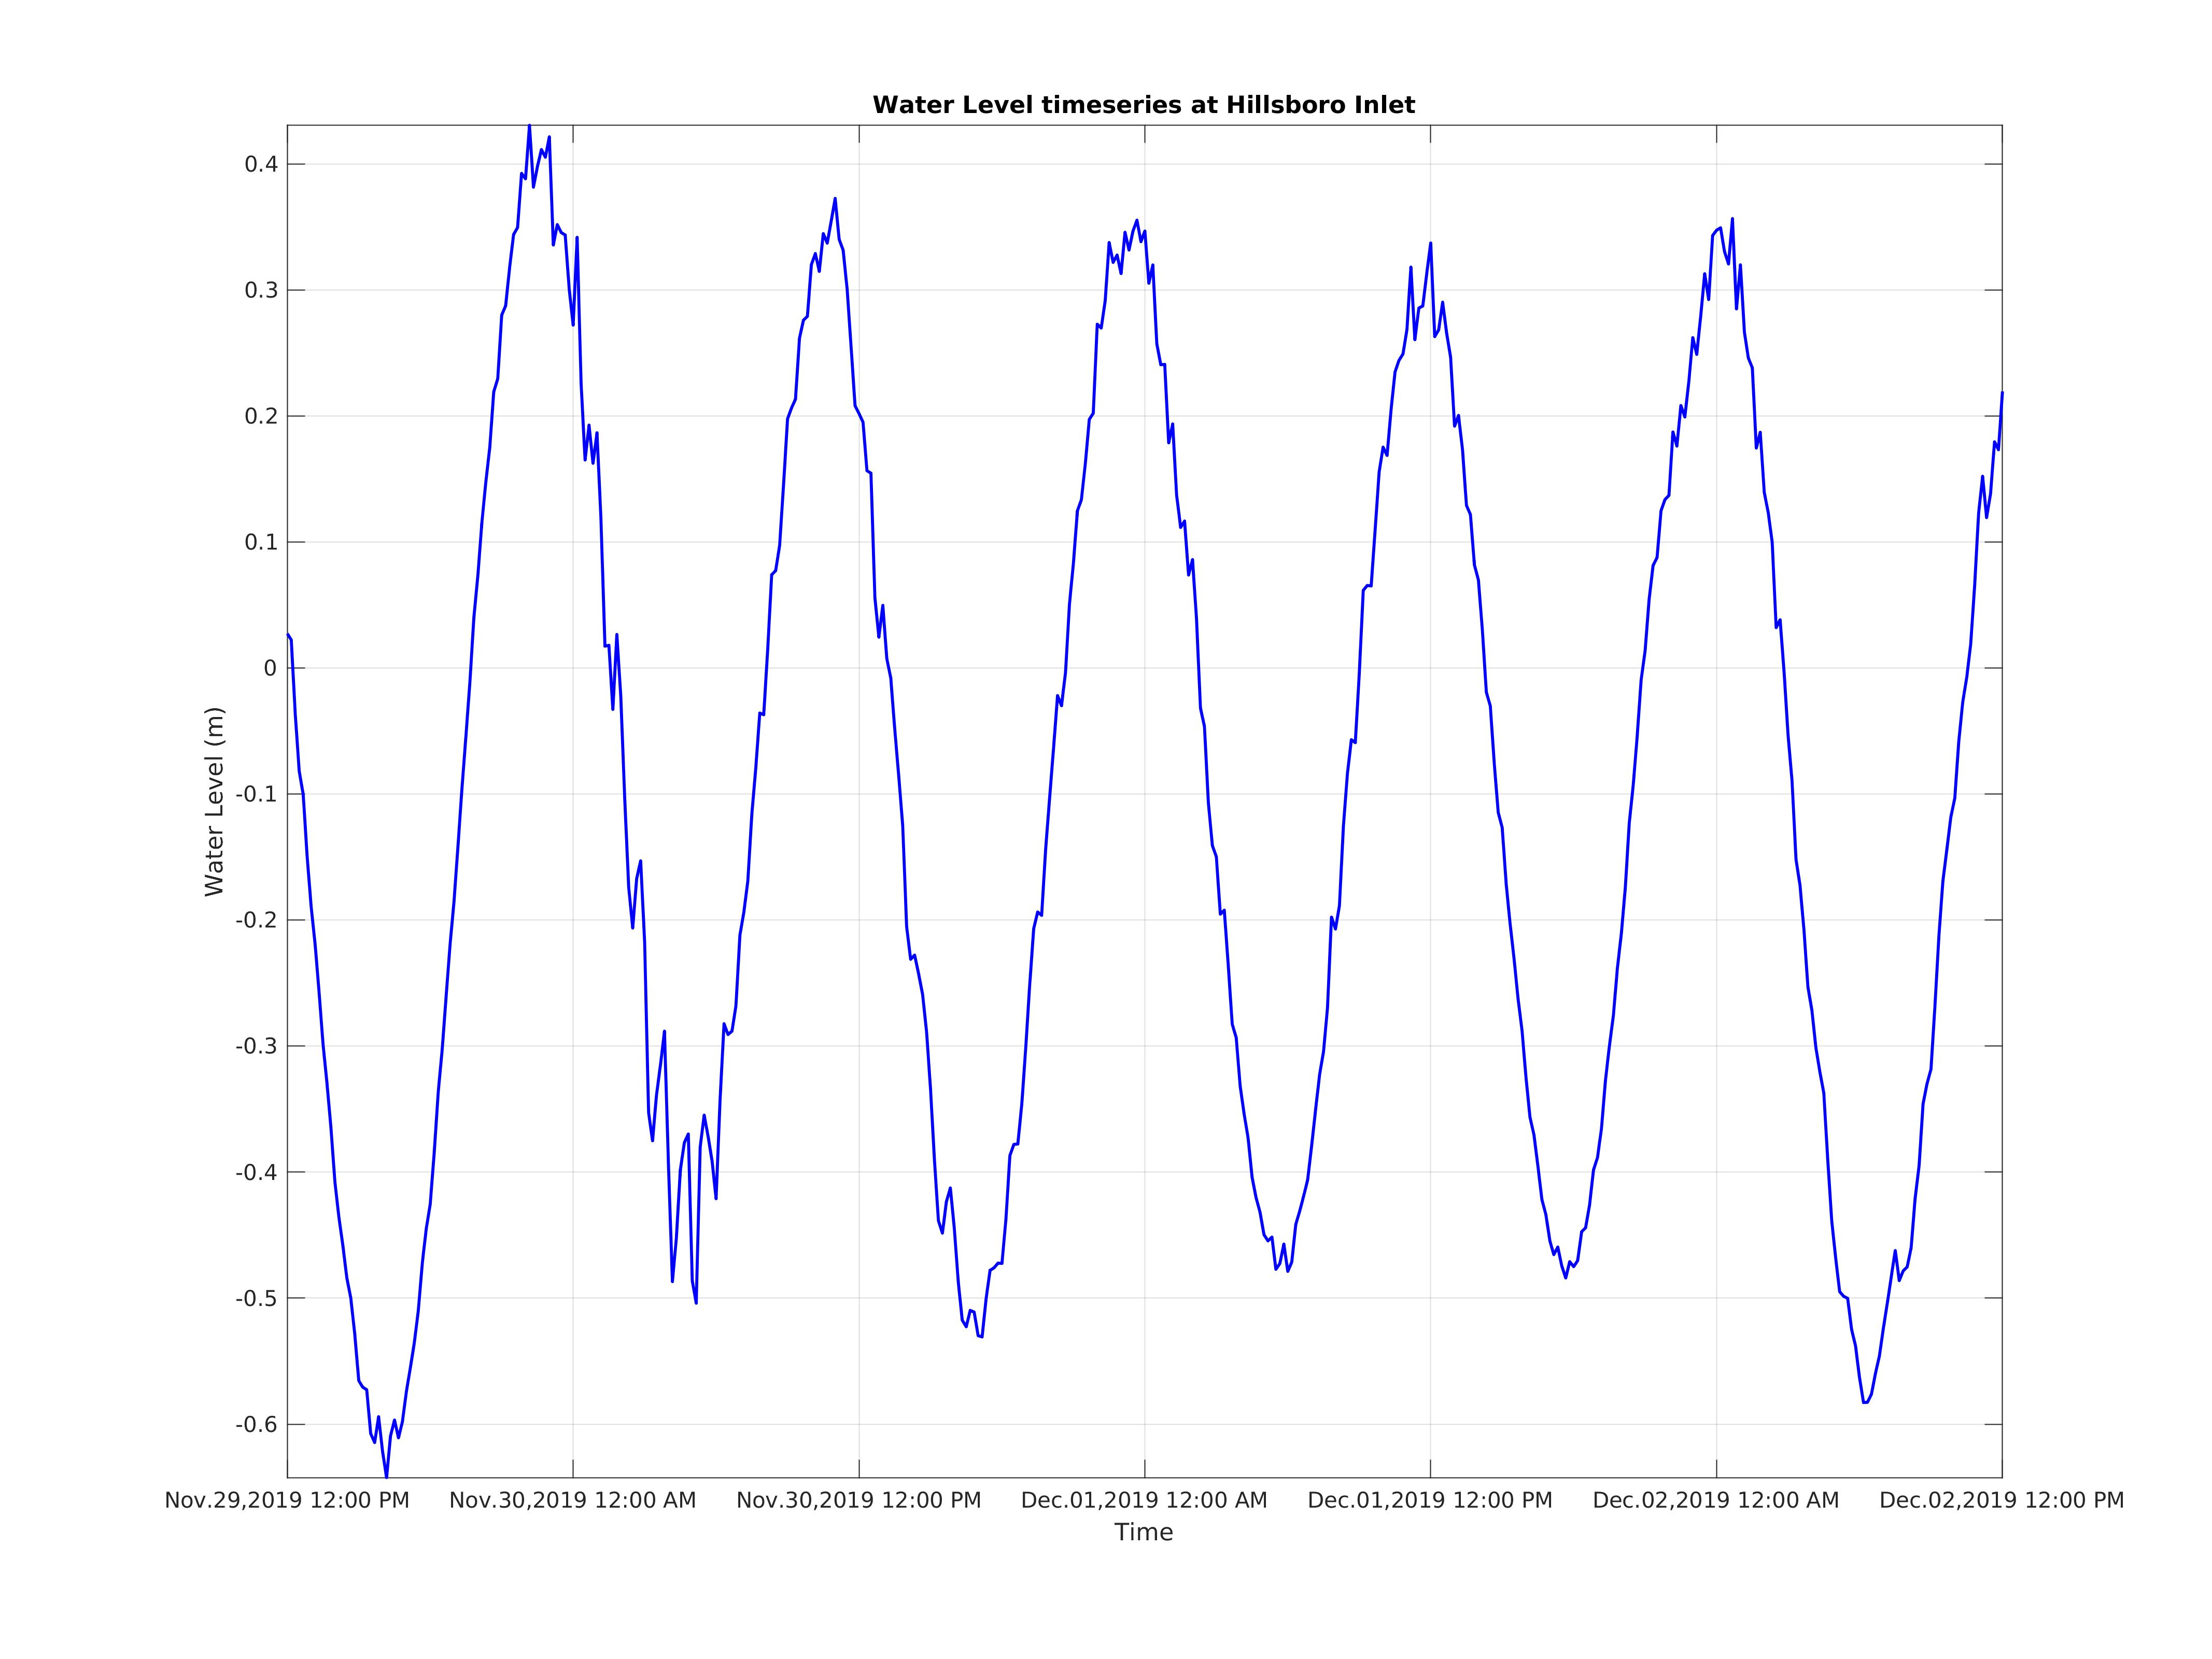 Water Level timeseries at Hillsboro Inlet
0.4
0.3
0.2
0.1
0
-0.1
-0.2
-0.3
-0.4
-0.5
-0.6
Water Level (m)
Nov.29,2019 12:00 PM
Nov.30,2019 12:00 AM
Nov.30,2019 12:00 PM
Dec.01,2019 12:00 AM
Dec.01,2019 12:00 PM
Dec.02,2019 12:00 AM
Dec.02,2019 12:00 PM
Time